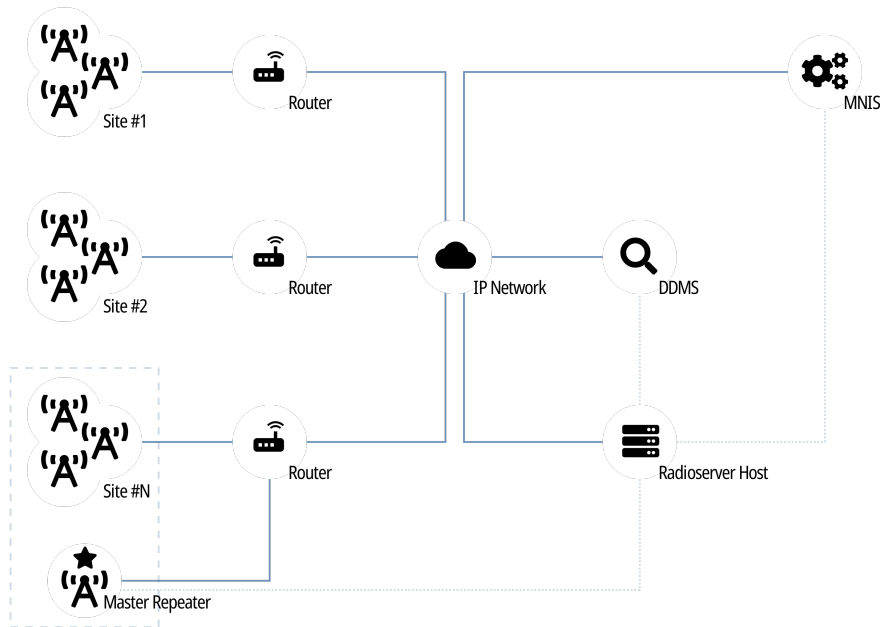 Router
MNIS
Site #1
Router
IP Network
DDMS
Site #2
Router
Radioserver Host
Site #N
Master Repeater